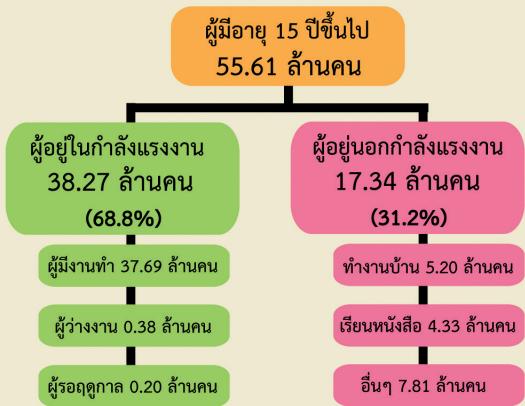 ผู้มีอายุ 15 ปีขึ้นไป
55.61 ล้านคน
ผู้อยู่ในกำลังแรงงาน
38.27 ล้านคน
(68.8%)
ผู้มีงานทำ 37.69 ล้านคน
ผู้ว่างงาน 0.38 ล้านคน
ผู้รอฤดูกาล 0.20 ล้านคน
ผู้อยู่นอกกำลังแรงงาน
17.34 ล้านคน
(31.2%)
ทำงานบ้าน 5.20 ล้านคน
เรียนหนังสือ 4.33 ล้านคน
อื่นๆ 7.81 ล้านคน